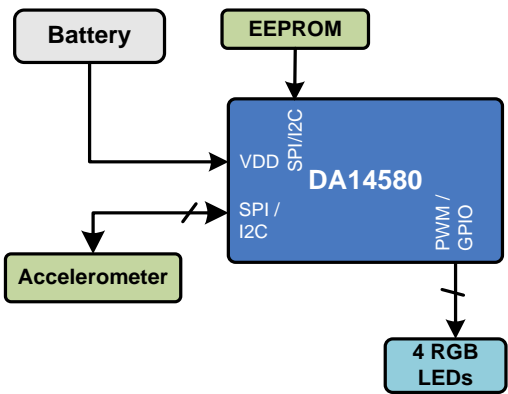 Battery
EEPROM
SPI/I2C
VDD
DA14580
SPI /
I2C
PWM /
GPIO
Accelerometer
4 RGB
LEDs